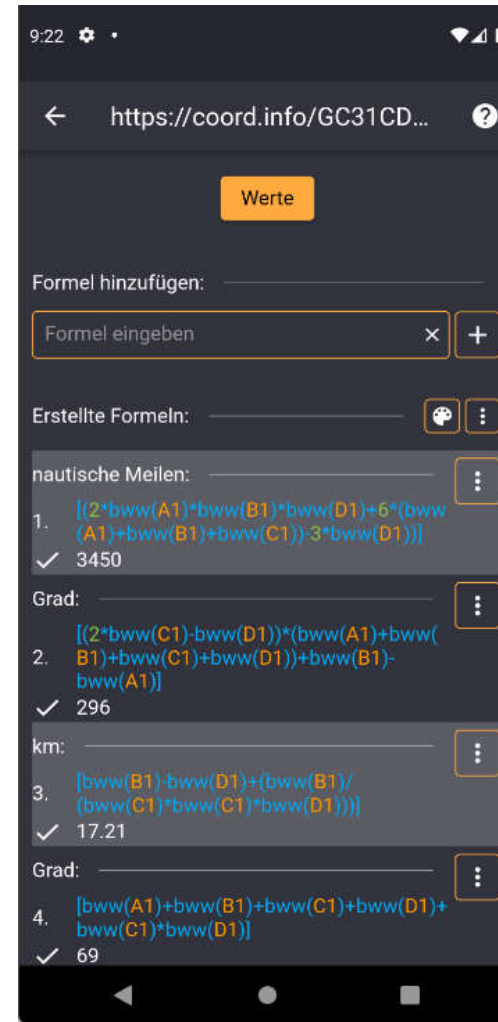 9:22
https://coord.info/GC31CD...
Werte
Formel hinzufügen:
Formel eingeben
Erstellte Formeln:
nautische Meilen:
1. [(2*bww(A1)*bww(B1)*bww(D1)+6*(bww
(A1)+bww(B1)+bww(C1))-3*bww(D1))]
3450
Grad:
2. [(2*bww(C1)-bww(D1))*(bww(A1)+bww(
B1)+bww(C1)+bww(D1))+bww(B1)-
bww(A1)]
296
km:
3. [bww(B1)-bww(D1)+(bww(B1)/
(bww(C1)*bww(C1)*bww(D1)))]
17.21
Grad:
4. [bww(A1)+bww(B1)+bww(C1)+bww(D1)+
bww(C1)*bww(D1)]
69